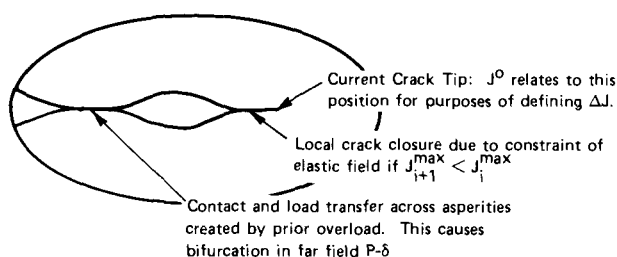 Current Crack Tip: J° relates to this
position for purposes of defining ΔJ.
Local crack closure due to constraint of
elastic field if J^max_i+1 < J^max_i
Contact and load transfer across asperities
created by prior overload. This causes
bifurcation in far field P-δ